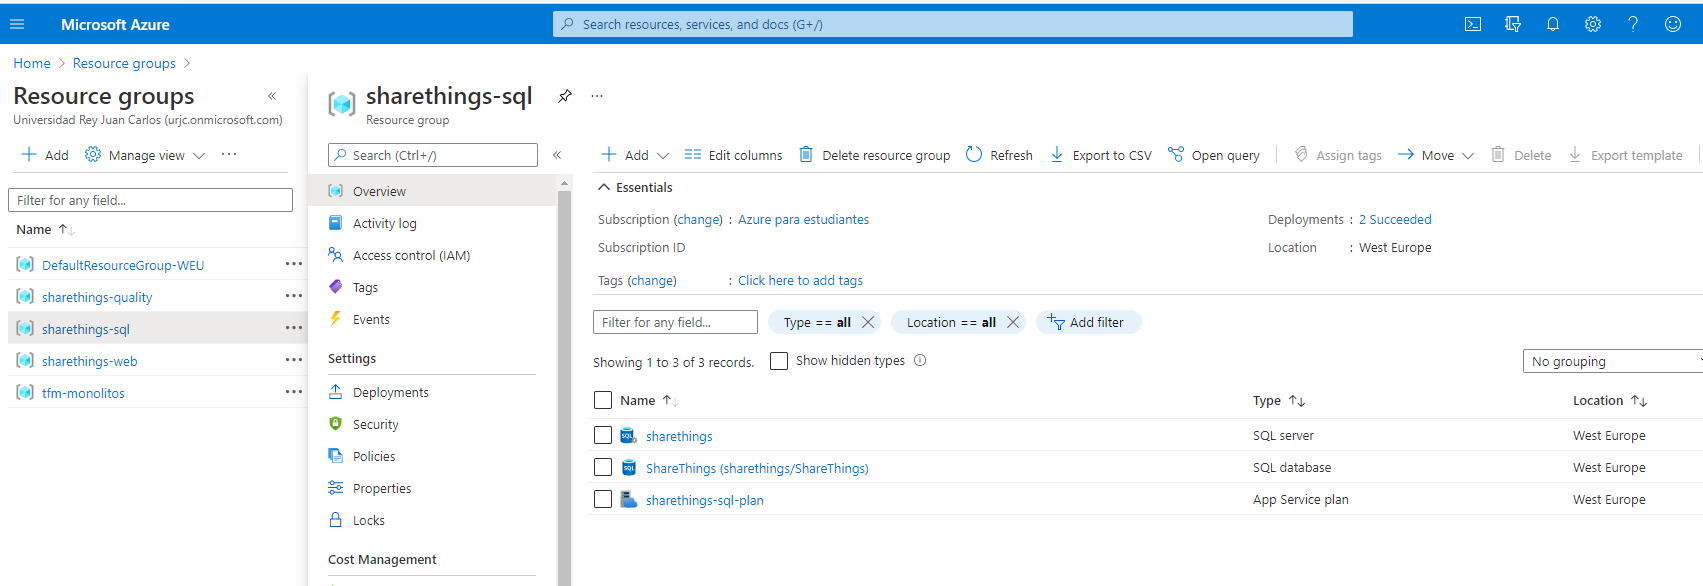 Microsoft Azure
Search resources, services, and docs (G+/)
Home > Resource groups >
Resource groups
Universidad Rey Juan Carlos (urjc.onmicrosoft.com)
Add Manage view ...
Filter for any field...
Name
DefaultResourceGroup-WEU
sharethings-quality
sharethings-sql
sharethings-web
tfm-monolitos
sharethings-sql
Resource group
Search (Ctrl+/)
Overview
Activity log
Access control (IAM)
Tags
Events
Settings
Deployments
Security
Policies
Properties
Locks
Cost Management
Add Edit columns Delete resource group Refresh Export to CSV Open query Assign tags Move Delete Export template
Essentials
Subscription (change) : Azure para estudiantes
Subscription ID
Tags (change) : Click here to add tags
Deployments : 2 Succeeded
Location : West Europe
Filter for any field... Type == all Location == all Add filter
Showing 1 to 3 of 3 records. Show hidden types No grouping
Name Type Location
sharethings SQL server West Europe
ShareThings (sharethings/ShareThings) SQL database West Europe
sharethings-sql-plan App Service plan West Europe